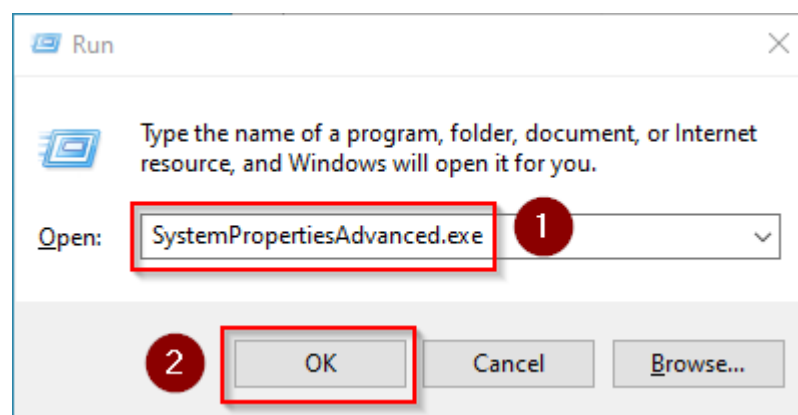 Run
Type the name of a program, folder, document, or Internet
resource, and Windows will open it for you.
Open: SystemPropertiesAdvanced.exe 1
2 OK Cancel Browse...